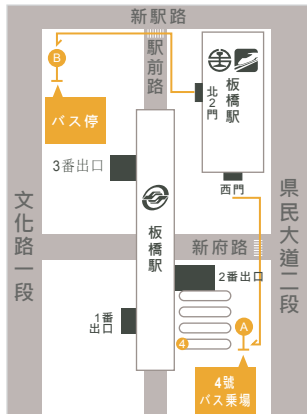 新駅路
駅前路
B
バス停
北2門
板橋駅
西門
3番出口
文化路一段
板橋駅
県民大道二段
新府路
2番出口
1番
出口
4
A
4號
バス乗場